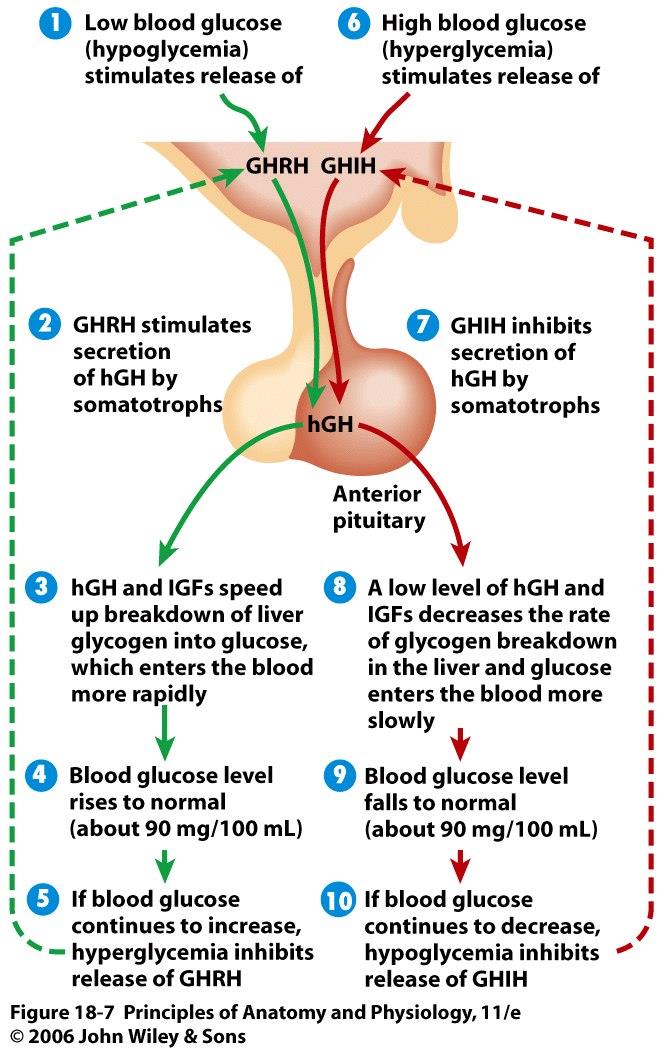 1 Low blood glucose
(hypoglycemia)
stimulates release of
6 High blood glucose
(hyperglycemia)
stimulates release of
GHRH GHIH
2 GHRH stimulates
secretion
of hGH by
somatotrophs
7 GHIH inhibits
secretion of
hGH by
somatotrophs
hGH
Anterior
pituitary
3 hGH and IGFs speed
up breakdown of liver
glycogen into glucose,
which enters the blood
more rapidly
8 A low level of hGH and
IGFs decreases the rate
of glycogen breakdown
in the liver and glucose
enters the blood more
slowly
4 Blood glucose level
rises to normal
(about 90 mg/100 mL)
9 Blood glucose level
falls to normal
(about 90 mg/100 mL)
5 If blood glucose
continues to increase,
hyperglycemia inhibits
release of GHRH
10 If blood glucose
continues to decrease,
hypoglycemia inhibits
release of GHIH
Figure 18-7 Principles of Anatomy and Physiology, 11/e
© 2006 John Wiley & Sons